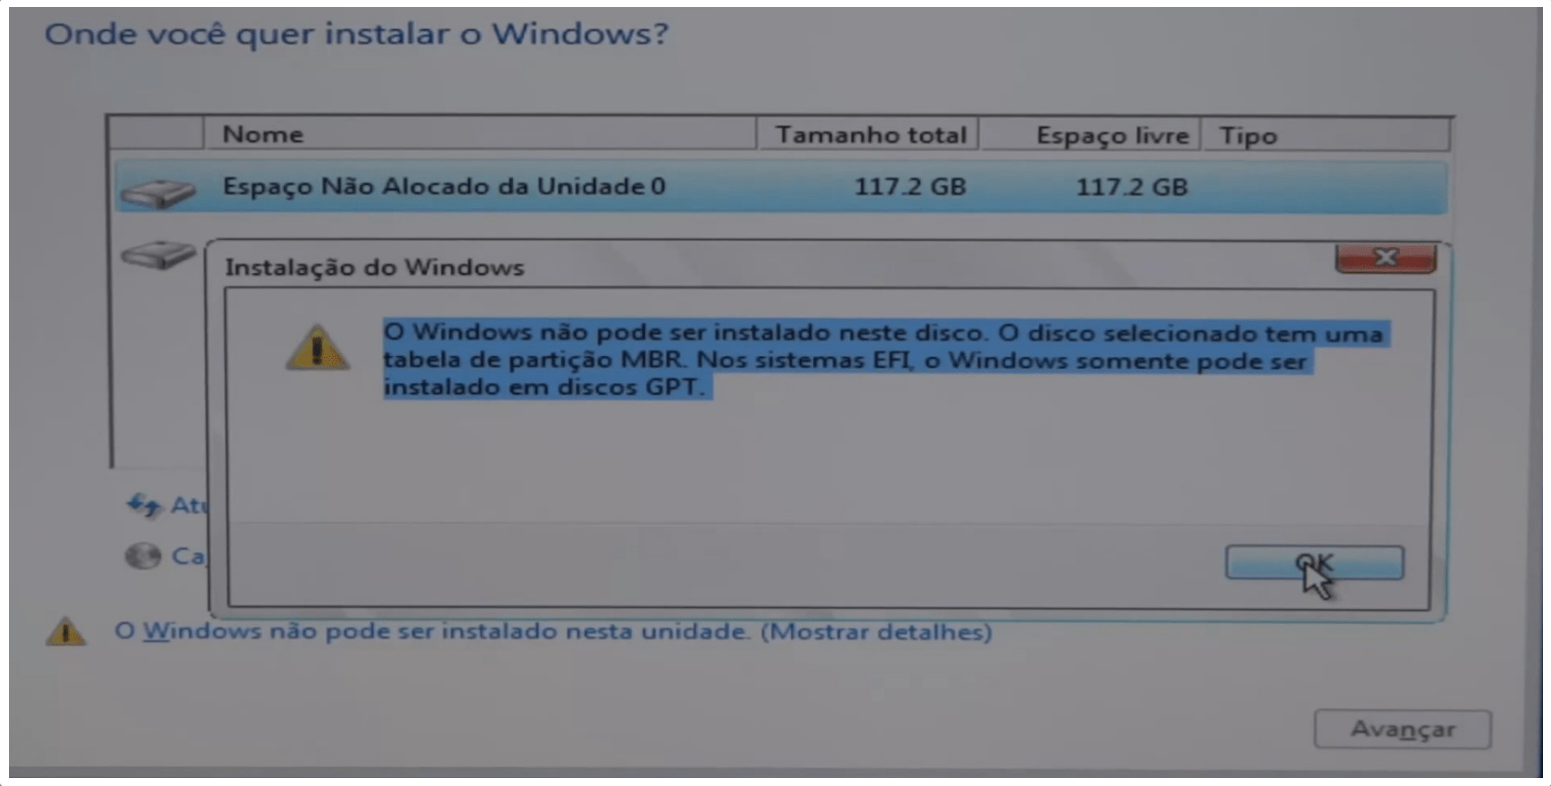 Onde você quer instalar o Windows?
Nome Tamanho total Espaço livre Tipo
Espaço Não Alocado da Unidade 0 117.2 GB 117.2 GB
Instalação do Windows
O Windows não pode ser instalado neste disco. O disco selecionado tem uma
tabela de partição MBR. Nos sistemas EFI, o Windows somente pode ser
instalado em discos GPT.
OK
O Windows não pode ser instalado nesta unidade. (Mostrar detalhes)
Avançar